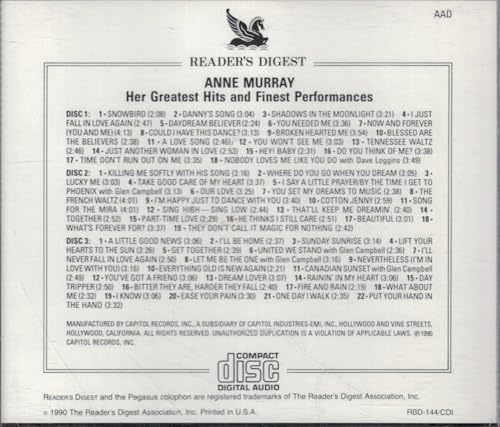 AAD
READER'S DIGEST
ANNE MURRAY
Her Greatest Hits and Finest Performances
DISC 1: 1 • SNOWBIRD (2:08) 2 • DANNY'S SONG (3:04) 3 • SHADOWS IN THE MOONLIGHT (3:21) 4 • I JUST
FALL IN LOVE AGAIN (2:47) 5 • DAYDREAM BELIEVER (2:24) 6 • YOU NEEDED ME (3:36) 7 • NOW AND FOREVER
(YOU AND ME) (4:13) 8 • COULD I HAVE THIS DANCE? (3:13) 9 • BROKEN HEARTED ME (3:54) 10 • BLESSED ARE
THE BELIEVERS (2:38) 11 • A LOVE SONG (2:46) 12 • YOU WON'T SEE ME (3:03) 13 • TENNESSEE WALTZ
(2:46) 14 • JUST ANOTHER WOMAN IN LOVE (2:53) 15 • HEY! BABY (2:31) 16 • DO YOU THINK OF ME? (3:38)
17 • TIME DON'T RUN OUT ON ME (3:35) 18 • NOBODY LOVES ME LIKE YOU DO with Dave Loggins (3:49)
DISC 2: 1 • KILLING ME SOFTLY WITH HIS SONG (3:16) 2 • WHERE DO YOU GO WHEN YOU DREAM (3:05) 3 •
LUCKY ME (3:03) 4 • TAKE GOOD CARE OF MY HEART (3:37) 5 • I SAY A LITTLE PRAYER/BY THE TIME I GET TO
PHOENIX with Glen Campbell (3:13) 6 • OUR LOVE (3:25) 7 • YOU SET MY DREAMS TO MUSIC (2:38) 8 • THE
FRENCH WALTZ (4:01) 9 • I'M HAPPY JUST TO DANCE WITH YOU (3:40) 10 • COTTON JENNY (2:59) 11 • SONG
FOR THE MIRA (4:01) 12 • SING HIGH — SING LOW (2:44) 13 • THAT'LL KEEP ME DREAMIN' (2:40) 14 •
TOGETHER (2:52) 15 • PART-TIME LOVE (2:29) 16 • HE THINKS I STILL CARE (2:51) 17 • BEAUTIFUL (3:01) 18 •
WHAT'S FOREVER FOR? (3:37) 19 • THEY DON'T CALL IT MAGIC FOR NOTHING (2:42)
DISC 3: 1 • A LITTLE GOOD NEWS (3:06) 2 • I'LL BE HOME (2:37) 3 • SUNDAY SUNRISE (3:14) 4 • LIFT YOUR
HEARTS TO THE SUN (2:36) 5 • GET TOGETHER (2:39) 6 • UNITED WE STAND with Glen Campbell (2:36) 7 • I'LL
NEVER FALL IN LOVE AGAIN (2:50) 8 • LET ME BE THE ONE with Glen Campbell (3:16) 9 • NEVERTHELESS (I'M IN
LOVE WITH YOU) (3:16) 10 • EVERYTHING OLD IS NEW AGAIN (2:21) 11 • CANADIAN SUNSET with Glen Campbell
(2:49) 12 • YOU'VE GOT A FRIEND (3:06) 13 • DREAM LOVER (3:07) 14 • RAININ' IN MY HEART (3:06) 15 • DAY
TRIPPER (2:50) 16 • BITTER THEY ARE, HARDER THEY FALL (2:40) 17 • FIRE AND RAIN (2:19) 18 • WHAT ABOUT
ME (2:32) 19 • I KNOW (3:06) 20 • EASE YOUR PAIN (3:30) 21 • ONE DAY I WALK (2:35) 22 • PUT YOUR HAND IN
THE HAND (3:32)
MANUFACTURED BY CAPITOL RECORDS, INC., A SUBSIDIARY OF CAPITOL INDUSTRIES-EMI, INC., HOLLYWOOD AND VINE STREETS,
HOLLYWOOD, CALIFORNIA. ALL RIGHTS RESERVED. UNAUTHORIZED DUPLICATION IS A VIOLATION OF APPLICABLE LAWS. ℗1990
CAPITOL RECORDS, INC.
COMPACT
disc
DIGITAL AUDIO
READER'S DIGEST and the Pegasus colophon are registered trademarks of The Reader's Digest Association, Inc.
© 1990 The Reader's Digest Association, Inc. Printed in U.S.A.
RBD-144/CDI